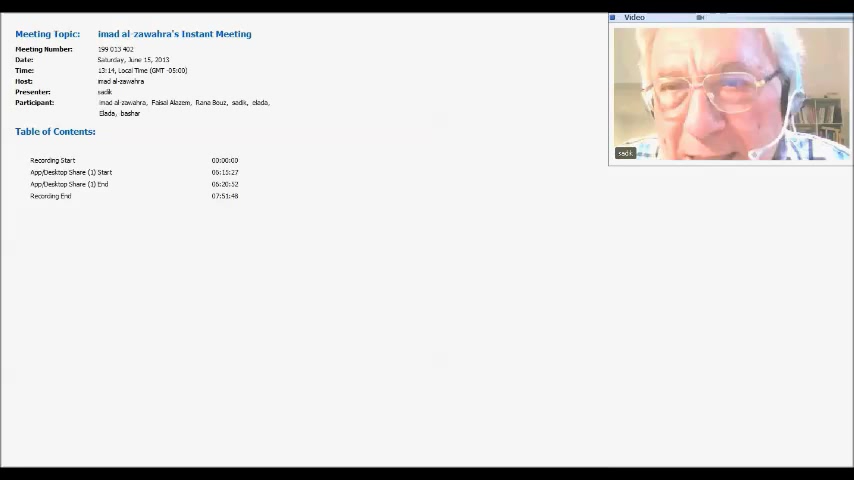 Meeting Topic: imad al-zawahra's Instant Meeting
Meeting Number: 199 013 402
Date: Saturday, June 15, 2013
Time: 13:14, Local Time (GMT -05:00)
Host: imad al-zawahra
Presenter: sadik
Participant: imad al-zawahra, Faisal Alazem, Rana Bouz, sadik, elada,
Elada, bashar
Table of Contents:
Recording Start 00:00:00
App/Desktop Share (1) Start 06:15:27
App/Desktop Share (1) End 06:20:52
Recording End 07:51:48
Video
sadik